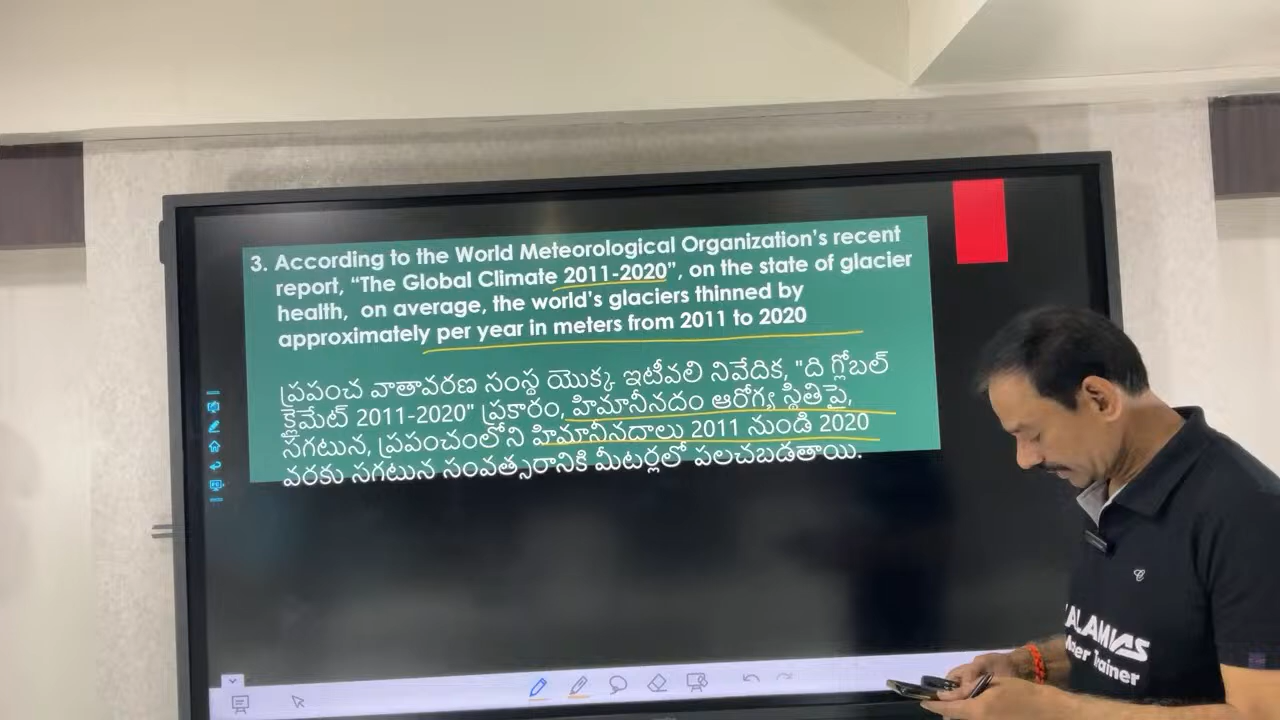 3. According to the World Meteorological Organization's recent
report, “The Global Climate 2011-2020”, on the state of glacier
health, on average, the world's glaciers thinned by
approximately per year in meters from 2011 to 2020
ప్రపంచ వాతావరణ సంస్థ యొక్క ఇటీవలి నివేదిక, "ది గ్లోబల్
క్లైమేట్ 2011-2020" ప్రకారం, హిమానీనదం ఆరోగ్య స్థితిపై,
సగటున, ప్రపంచంలోని హిమానీనదాలు 2011 నుండి 2020
వరకు సగటున సంవత్సరానికి మీటర్లలో పలచబడతాయి.
Trainer